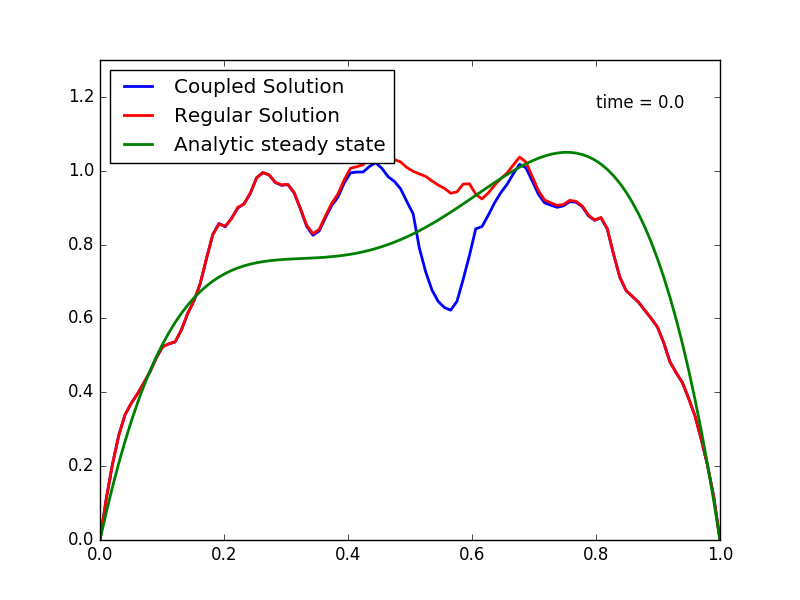 Coupled Solution
Regular Solution
Analytic steady state
time = 0.0
1.2
1.0
0.8
0.6
0.4
0.2
0.0
0.0 0.2 0.4 0.6 0.8 1.0